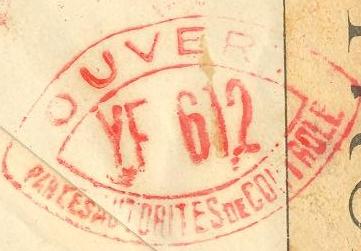 OUVER
YF 612
PAR LES AUTORITES DE CONTROLE